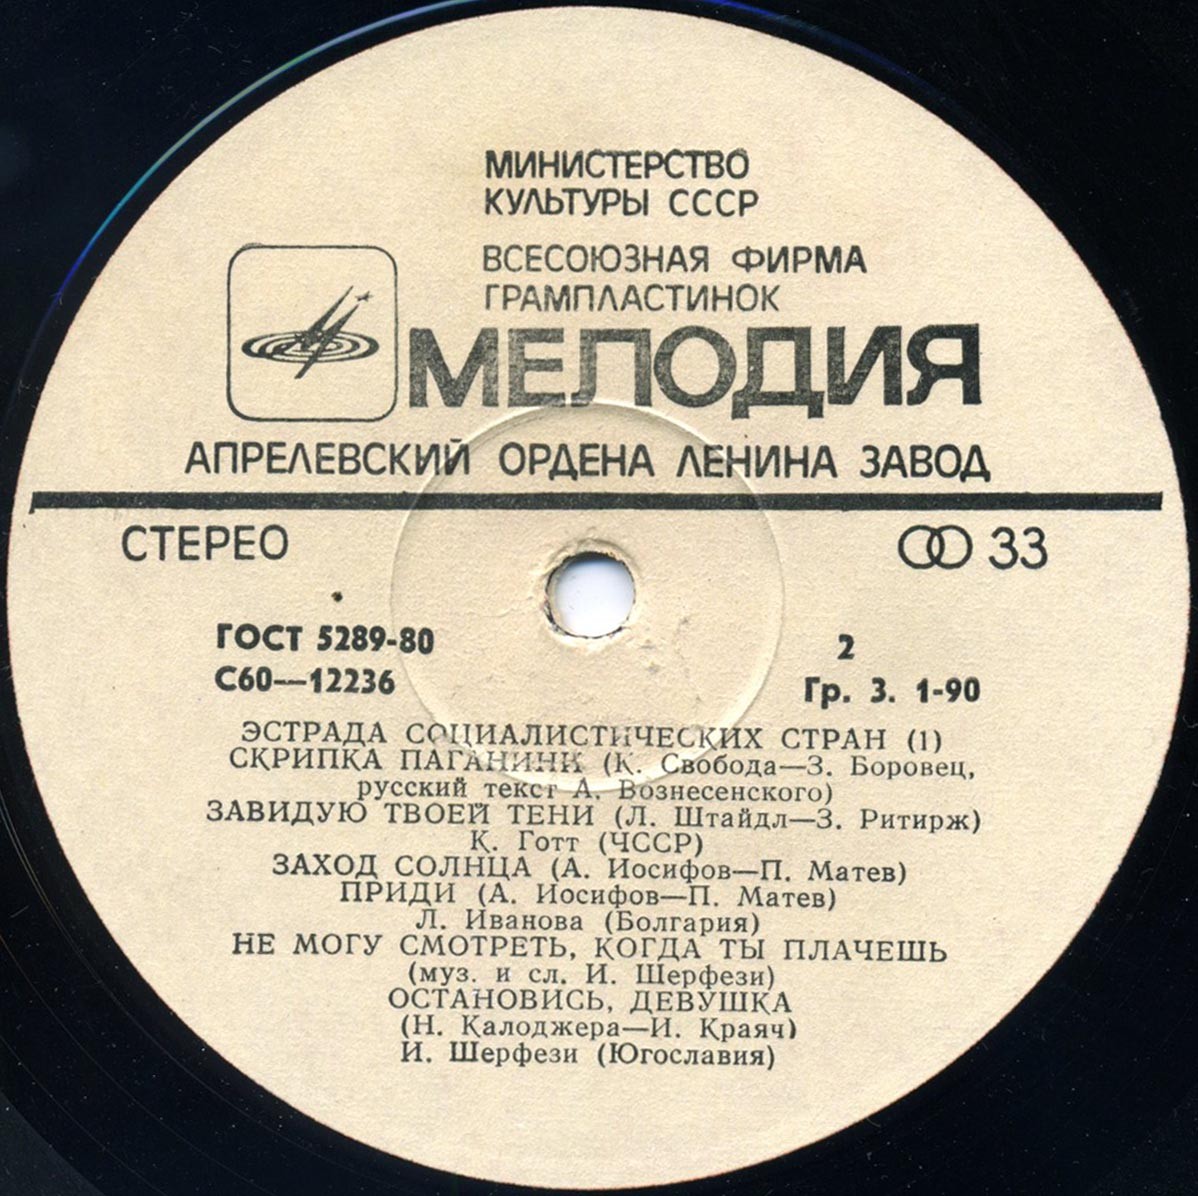 МИНИСТЕРСТВО
КУЛЬТУРЫ СССР
ВСЕСОЮЗНАЯ ФИРМА
ГРАМПЛАСТИНОК
МЕЛОДИЯ
АПРЕЛЕВСКИЙ ОРДЕНА ЛЕНИНА ЗАВОД
СТЕРЕО 33
ГОСТ 5289-80 2
С60—12236 Гр. 3. 1-90
ЭСТРАДА СОЦИАЛИСТИЧЕСКИХ СТРАН (1)
СКРИПКА ПАГАНИНИ (К. Свобода—З. Боровец,
русский текст А. Вознесенского)
ЗАВИДУЮ ТВОЕЙ ТЕНИ (Л. Штайдл—З. Ритирж)
К. Готт (ЧССР)
ЗАХОД СОЛНЦА (А. Иосифов—П. Матев)
ПРИДИ (А. Иосифов—П. Матев)
Л. Иванова (Болгария)
НЕ МОГУ СМОТРЕТЬ, КОГДА ТЫ ПЛАЧЕШЬ
(муз. и сл. И. Шерфези)
ОСТАНОВИСЬ, ДЕВУШКА
(Н. Калоджера—И. Краяч)
И. Шерфези (Югославия)